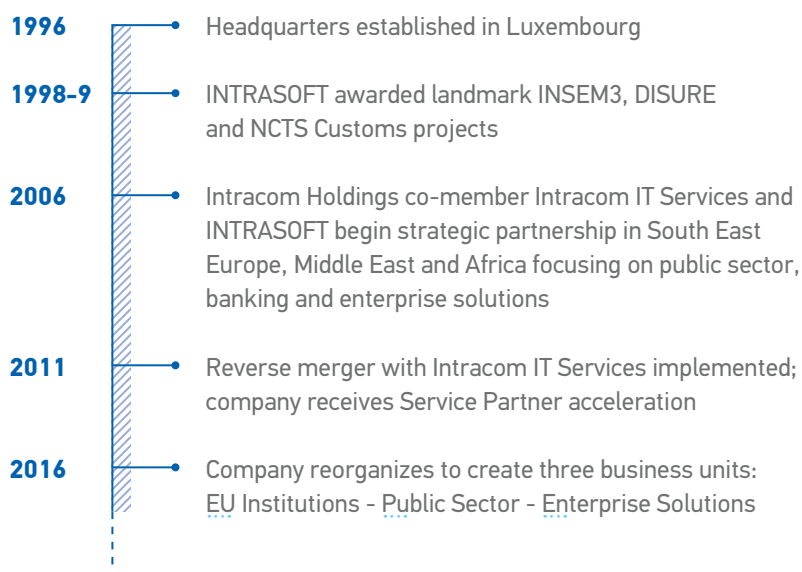 1996 Headquarters established in Luxembourg
1998-9 INTRASOFT awarded landmark INSEM3, DISURE
and NCTS Customs projects
2006 Intracom Holdings co-member Intracom IT Services and
INTRASOFT begin strategic partnership in South East
Europe, Middle East and Africa focusing on public sector,
banking and enterprise solutions
2011 Reverse merger with Intracom IT Services implemented;
company receives Service Partner acceleration
2016 Company reorganizes to create three business units:
EU Institutions - Public Sector - Enterprise Solutions